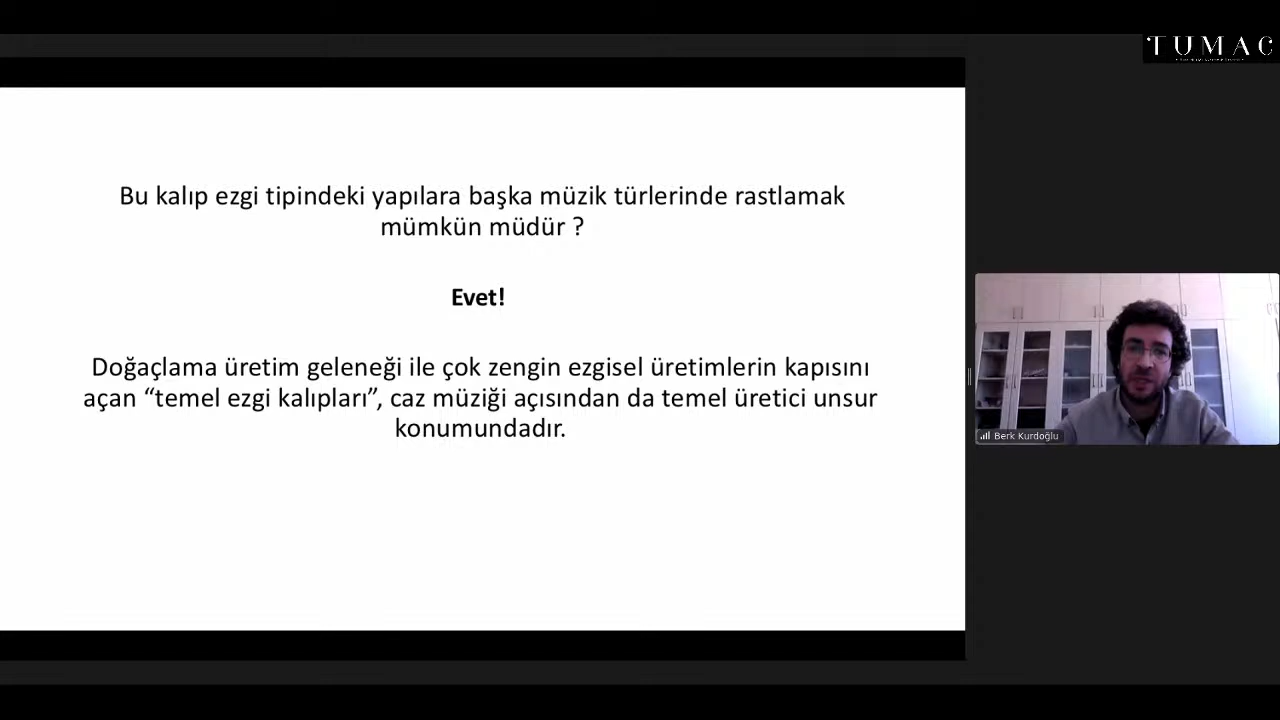 TUMAC
Bu kalıp ezgi tipindeki yapılara başka müzik türlerinde rastlamak
mümkün müdür ?
Evet!
Doğaçlama üretim geleneği ile çok zengin ezgisel üretimlerin kapısını
açan “temel ezgi kalıpları”, caz müziği açısından da temel üretici unsur
konumundadır.
Berk Kurdoğlu